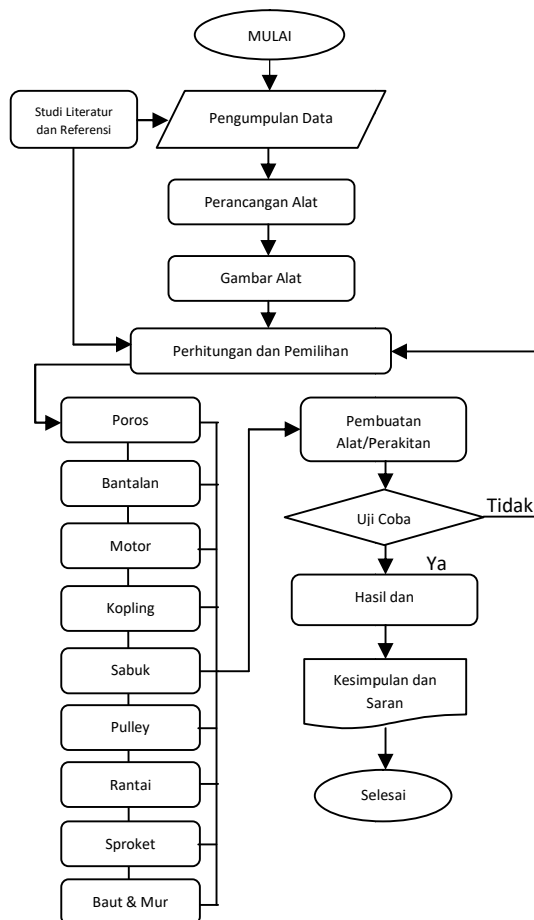 MULAI
Studi Literatur
dan Referensi
Pengumpulan Data
Perancangan Alat
Gambar Alat
Perhitungan dan Pemilihan
Poros
Bantalan
Motor
Kopling
Sabuk
Pulley
Rantai
Sproket
Baut & Mur
Pembuatan
Alat/Perakitan
Uji Coba
Tidak
Ya
Hasil dan
Kesimpulan dan
Saran
Selesai